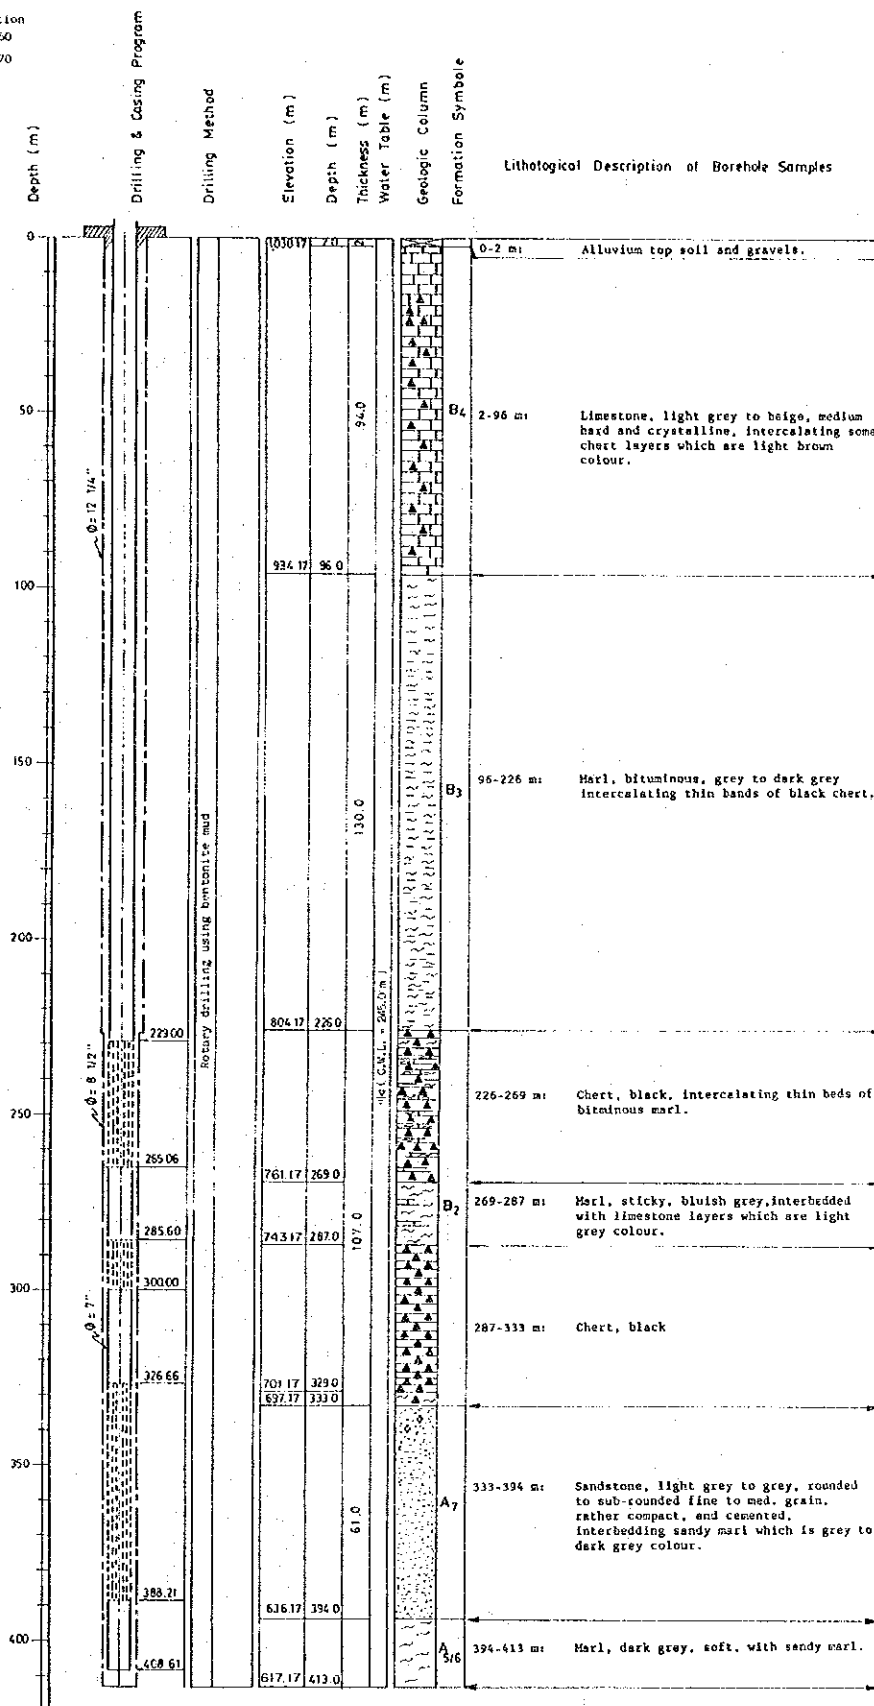 tion
60
70
Depth (m)
Drilling & Casing Program
Drilling Method
Elevation (m)
Depth (m)
Thickness (m)
Water Table (m)
Geologic Column
Formation Symbole
Lithological Description of Borehole Samples
0
1030.17 2.0 2
0-2 m: Alluvium top soil and gravels.
50
94.0
B4
2-96 m: Limestone, light grey to beige, medium
hard and crystalline, intercalating some
chert layers which are light brown
colour.
Ø= 12 1/4"
934.17 96.0
100
150
130.0
B3
96-226 m: Marl, bituminous, grey to dark grey
intercalating thin bands of black chert.
Rotary drilling using bentonite mud
200
804.17 226.0
229.00
(G.W.L. = 245.0 m)
Ø= 8 1/2"
226-269 m: Chert, black, intercalating thin beds of
bitminous marl.
250
265.06
761.17 269.0
B2
269-287 m: Marl, sticky, bluish grey, interbedded
with limestone layers which are light
grey colour.
107.0
285.60
743.17 287.0
300
300.00
Ø= 7"
287-333 m: Chert, black
326.66
701.17 329.0
697.17 333.0
350
61.0
A7
333-394 m: Sandstone, light grey to grey, rounded
to sub-rounded fine to med. grain,
rather compact, and cemented,
interbedding sandy marl which is grey to
dark grey colour.
388.21
636.17 394.0
400
A5/6
394-413 m: Marl, dark grey, soft, with sandy marl.
408.61
617.17 413.0